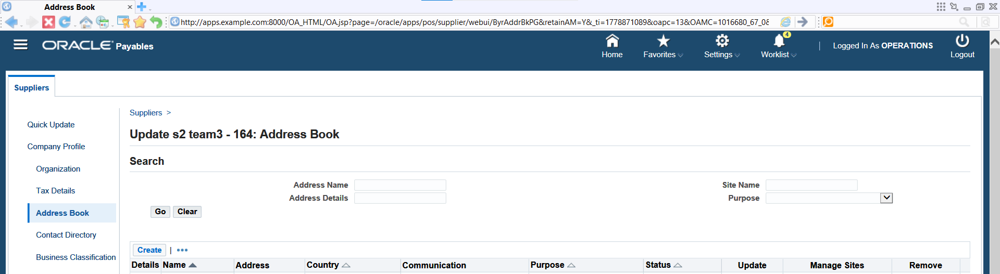 Address Book
http://apps.example.com:8000/OA_HTML/OA.jsp?page=/oracle/apps/pos/supplier/webui/ByrAddrBkPG&retainAM=Y&_ti=1778871089&oapc=13&OAMC=1016680_67_0&
ORACLE Payables
Home
Favorites
Settings
4
Worklist
Logged In As OPERATIONS
Logout
Suppliers
Quick Update
Company Profile
Organization
Tax Details
Address Book
Contact Directory
Business Classification
Suppliers >
Update s2 team3 - 164: Address Book
Search
Address Name
Site Name
Address Details
Purpose
Go Clear
Create | •••
Details Name Address Country Communication Purpose Status Update Manage Sites Remove